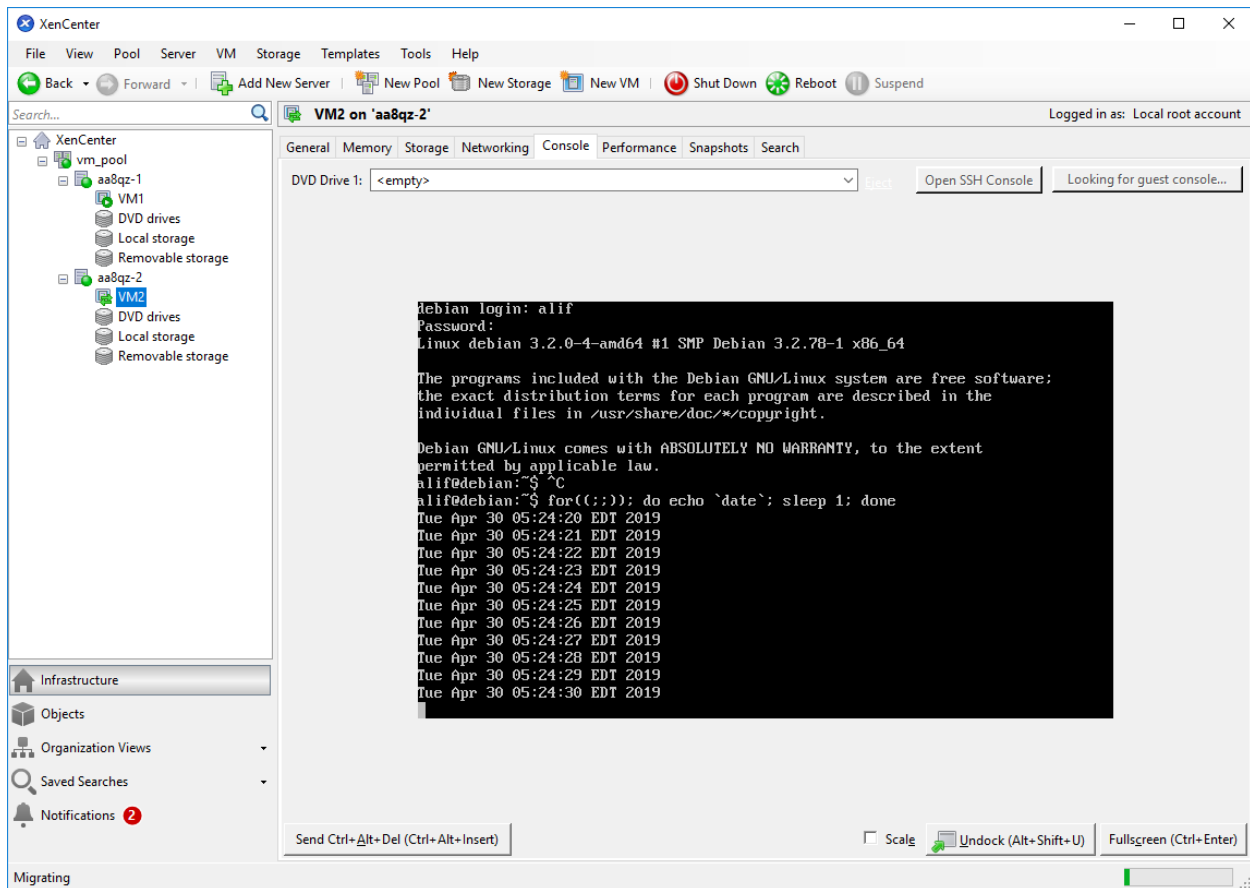 XenCenter
File View Pool Server VM Storage Templates Tools Help
Back Forward Add New Server New Pool New Storage New VM Shut Down Reboot Suspend
Search...
VM2 on 'aa8qz-2' Logged in as: Local root account
XenCenter
vm_pool
aa8qz-1
VM1
DVD drives
Local storage
Removable storage
aa8qz-2
VM2
DVD drives
Local storage
Removable storage
General Memory Storage Networking Console Performance Snapshots Search
DVD Drive 1: <empty> Eject Open SSH Console Looking for guest console...
debian login: alif
Password:
Linux debian 3.2.0-4-amd64 #1 SMP Debian 3.2.78-1 x86_64
The programs included with the Debian GNU/Linux system are free software;
the exact distribution terms for each program are described in the
individual files in /usr/share/doc/*/copyright.
Debian GNU/Linux comes with ABSOLUTELY NO WARRANTY, to the extent
permitted by applicable law.
alif@debian:~$ ^C
alif@debian:~$ for((;;)); do echo `date`; sleep 1; done
Tue Apr 30 05:24:20 EDT 2019
Tue Apr 30 05:24:21 EDT 2019
Tue Apr 30 05:24:22 EDT 2019
Tue Apr 30 05:24:23 EDT 2019
Tue Apr 30 05:24:24 EDT 2019
Tue Apr 30 05:24:25 EDT 2019
Tue Apr 30 05:24:26 EDT 2019
Tue Apr 30 05:24:27 EDT 2019
Tue Apr 30 05:24:28 EDT 2019
Tue Apr 30 05:24:29 EDT 2019
Tue Apr 30 05:24:30 EDT 2019
Infrastructure
Objects
Organization Views
Saved Searches
Notifications 2
Send Ctrl+Alt+Del (Ctrl+Alt+Insert) Scale Undock (Alt+Shift+U) Fullscreen (Ctrl+Enter)
Migrating